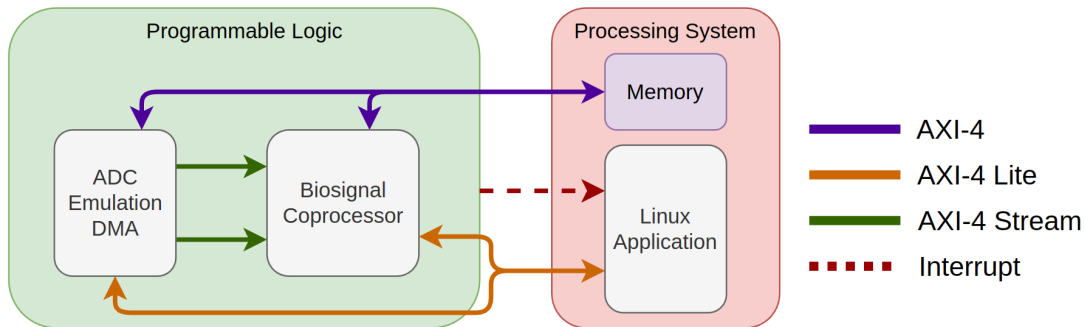 Programmable Logic
Processing System
Memory
ADC
Emulation
DMA
Biosignal
Coprocessor
Linux
Application
AXI-4
AXI-4 Lite
AXI-4 Stream
Interrupt